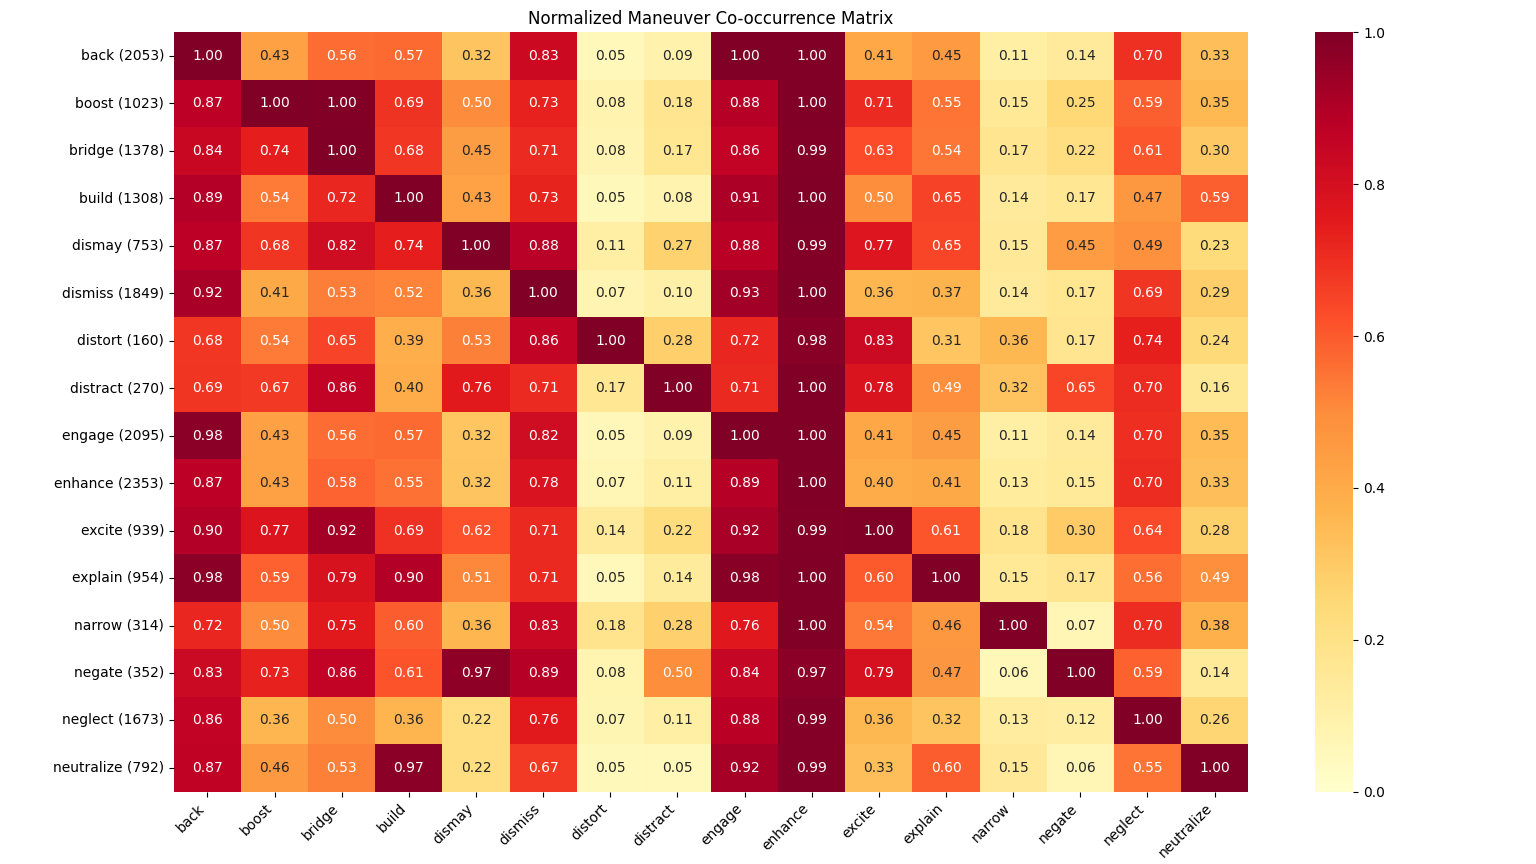 Normalized Maneuver Co-occurrence Matrix
back (2053) 1.00 0.43 0.56 0.57 0.32 0.83 0.05 0.09 1.00 1.00 0.41 0.45 0.11 0.14 0.70 0.33
boost (1023) 0.87 1.00 1.00 0.69 0.50 0.73 0.08 0.18 0.88 1.00 0.71 0.55 0.15 0.25 0.59 0.35
bridge (1378) 0.84 0.74 1.00 0.68 0.45 0.71 0.08 0.17 0.86 0.99 0.63 0.54 0.17 0.22 0.61 0.30
build (1308) 0.89 0.54 0.72 1.00 0.43 0.73 0.05 0.08 0.91 1.00 0.50 0.65 0.14 0.17 0.47 0.59
dismay (753) 0.87 0.68 0.82 0.74 1.00 0.88 0.11 0.27 0.88 0.99 0.77 0.65 0.15 0.45 0.49 0.23
dismiss (1849) 0.92 0.41 0.53 0.52 0.36 1.00 0.07 0.10 0.93 1.00 0.36 0.37 0.14 0.17 0.69 0.29
distort (160) 0.68 0.54 0.65 0.39 0.53 0.86 1.00 0.28 0.72 0.98 0.83 0.31 0.36 0.17 0.74 0.24
distract (270) 0.69 0.67 0.86 0.40 0.76 0.71 0.17 1.00 0.71 1.00 0.78 0.49 0.32 0.65 0.70 0.16
engage (2095) 0.98 0.43 0.56 0.57 0.32 0.82 0.05 0.09 1.00 1.00 0.41 0.45 0.11 0.14 0.70 0.35
enhance (2353) 0.87 0.43 0.58 0.55 0.32 0.78 0.07 0.11 0.89 1.00 0.40 0.41 0.13 0.15 0.70 0.33
excite (939) 0.90 0.77 0.92 0.69 0.62 0.71 0.14 0.22 0.92 0.99 1.00 0.61 0.18 0.30 0.64 0.28
explain (954) 0.98 0.59 0.79 0.90 0.51 0.71 0.05 0.14 0.98 1.00 0.60 1.00 0.15 0.17 0.56 0.49
narrow (314) 0.72 0.50 0.75 0.60 0.36 0.83 0.18 0.28 0.76 1.00 0.54 0.46 1.00 0.07 0.70 0.38
negate (352) 0.83 0.73 0.86 0.61 0.97 0.89 0.08 0.50 0.84 0.97 0.79 0.47 0.06 1.00 0.59 0.14
neglect (1673) 0.86 0.36 0.50 0.36 0.22 0.76 0.07 0.11 0.88 0.99 0.36 0.32 0.13 0.12 1.00 0.26
neutralize (792) 0.87 0.46 0.53 0.97 0.22 0.67 0.05 0.05 0.92 0.99 0.33 0.60 0.15 0.06 0.55 1.00
back boost bridge build dismay dismiss distort distract engage enhance excite explain narrow negate neglect neutralize
1.0
0.8
0.6
0.4
0.2
0.0